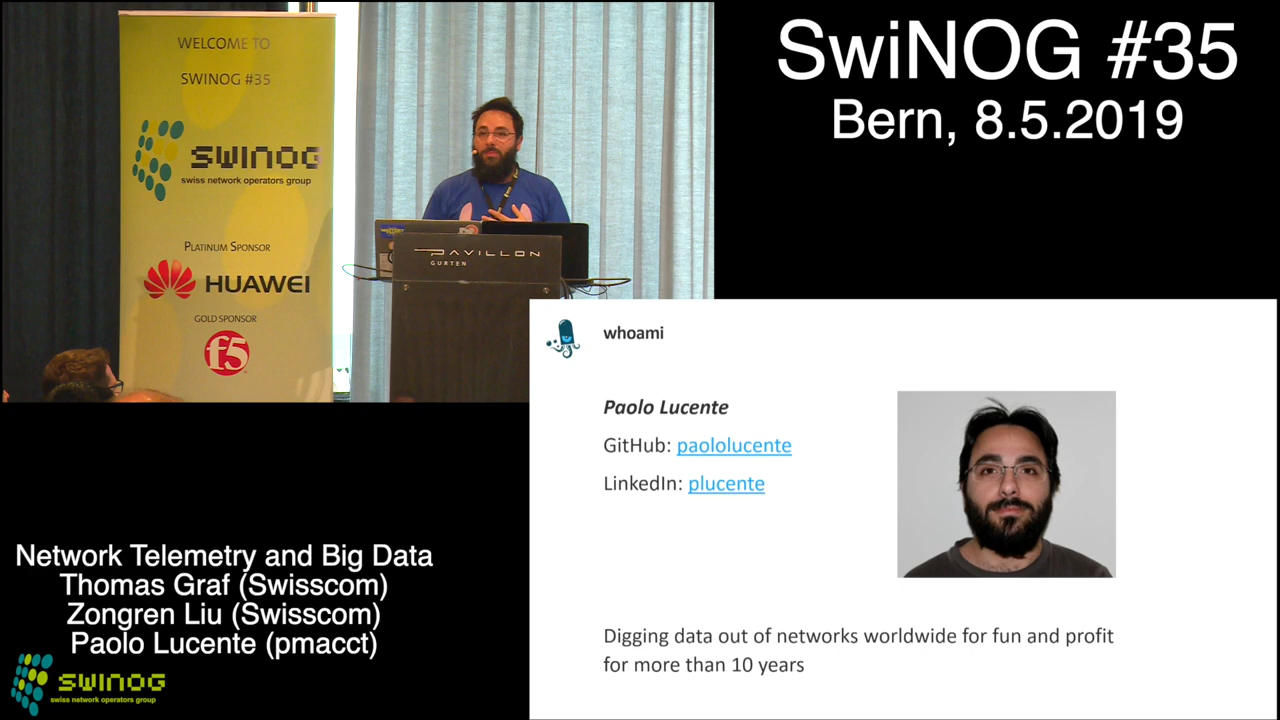 WELCOME TO
SWINOG #35
SWINOG
swiss network operators group
PLATINUM SPONSOR
HUAWEI
GOLD SPONSOR
f5
PAVILLON
GURTEN
SwiNOG #35
Bern, 8.5.2019
whoami
Paolo Lucente
GitHub: paololucente
LinkedIn: plucente
Digging data out of networks worldwide for fun and profit
for more than 10 years
Network Telemetry and Big Data
Thomas Graf (Swisscom)
Zongren Liu (Swisscom)
Paolo Lucente (pmacct)
SWINOG
swiss network operators group